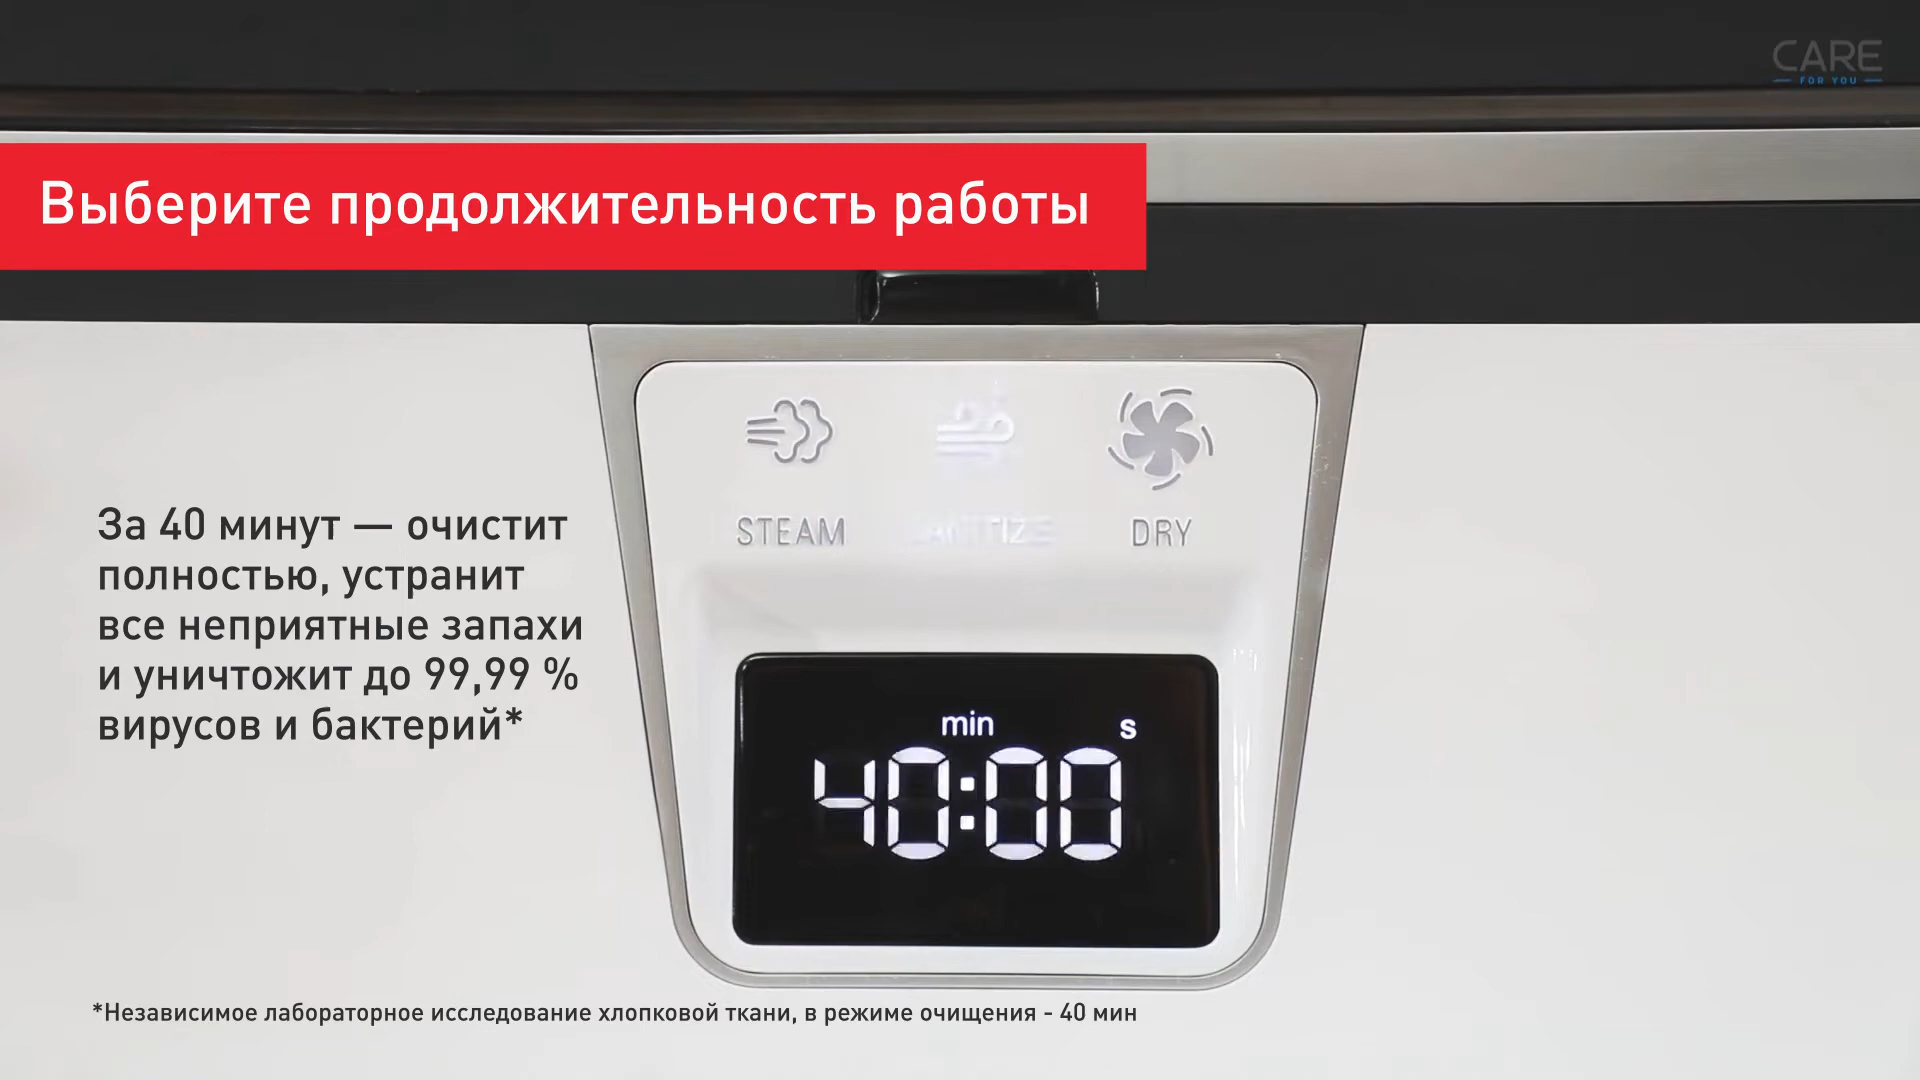 CARE
FOR YOU
Выберите продолжительность работы
STEAM
SANITIZE
DRY
За 40 минут — очистит
полностью, устранит
все неприятные запахи
и уничтожит до 99,99 %
вирусов и бактерий*
min
s
40:00
*Независимое лабораторное исследование хлопковой ткани, в режиме очищения - 40 мин